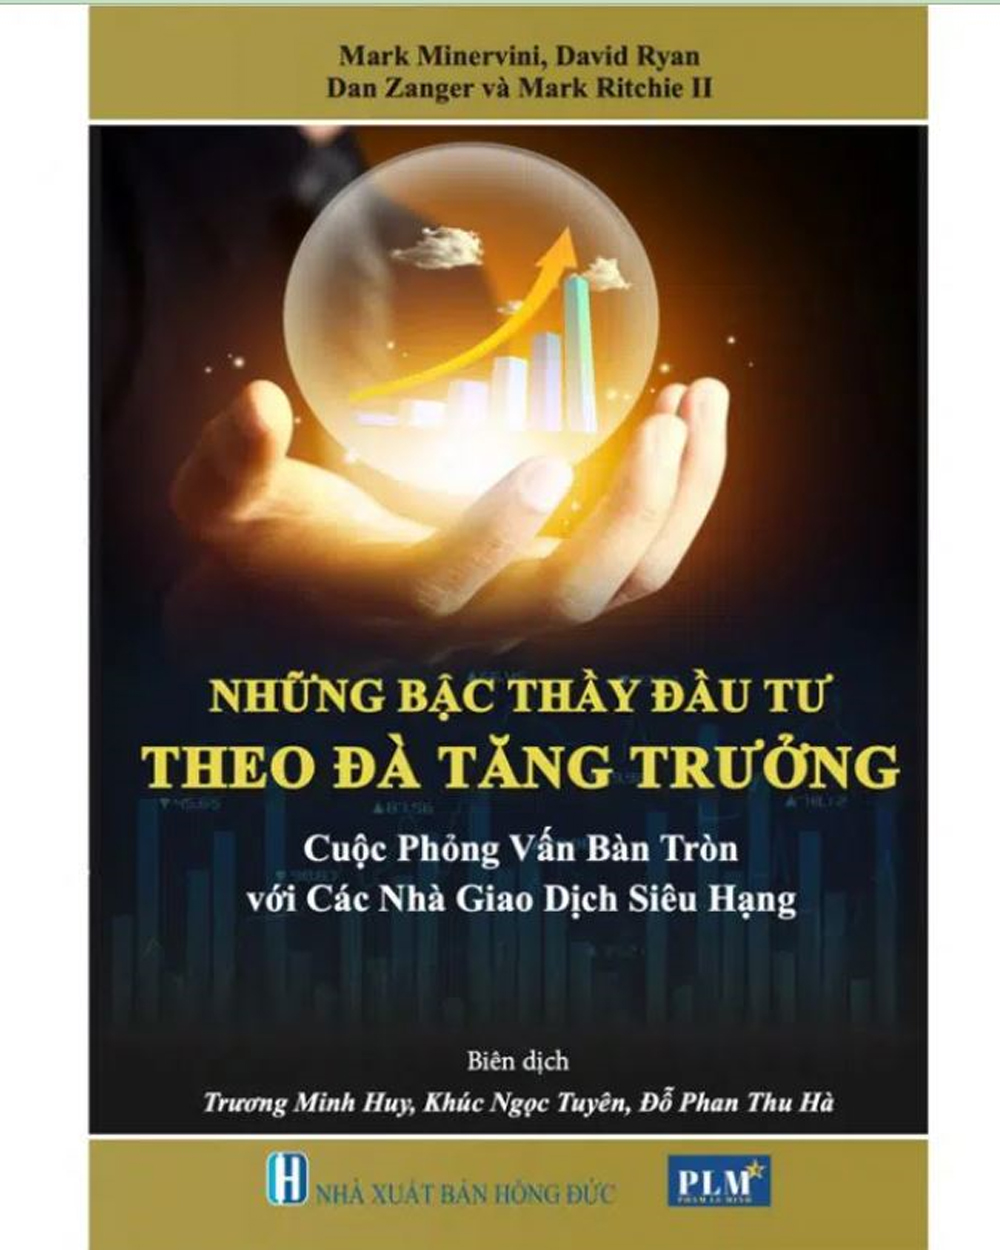 Mark Minervini, David Ryan
Dan Zanger và Mark Ritchie II
NHỮNG BẬC THẦY ĐẦU TƯ
THEO ĐÀ TĂNG TRƯỞNG
Cuộc Phỏng Vấn Bàn Tròn
với Các Nhà Giao Dịch Siêu Hạng
Biên dịch
Trương Minh Huy, Khúc Ngọc Tuyên, Đỗ Phan Thu Hà
H NHÀ XUẤT BẢN HỒNG ĐỨC
PLM